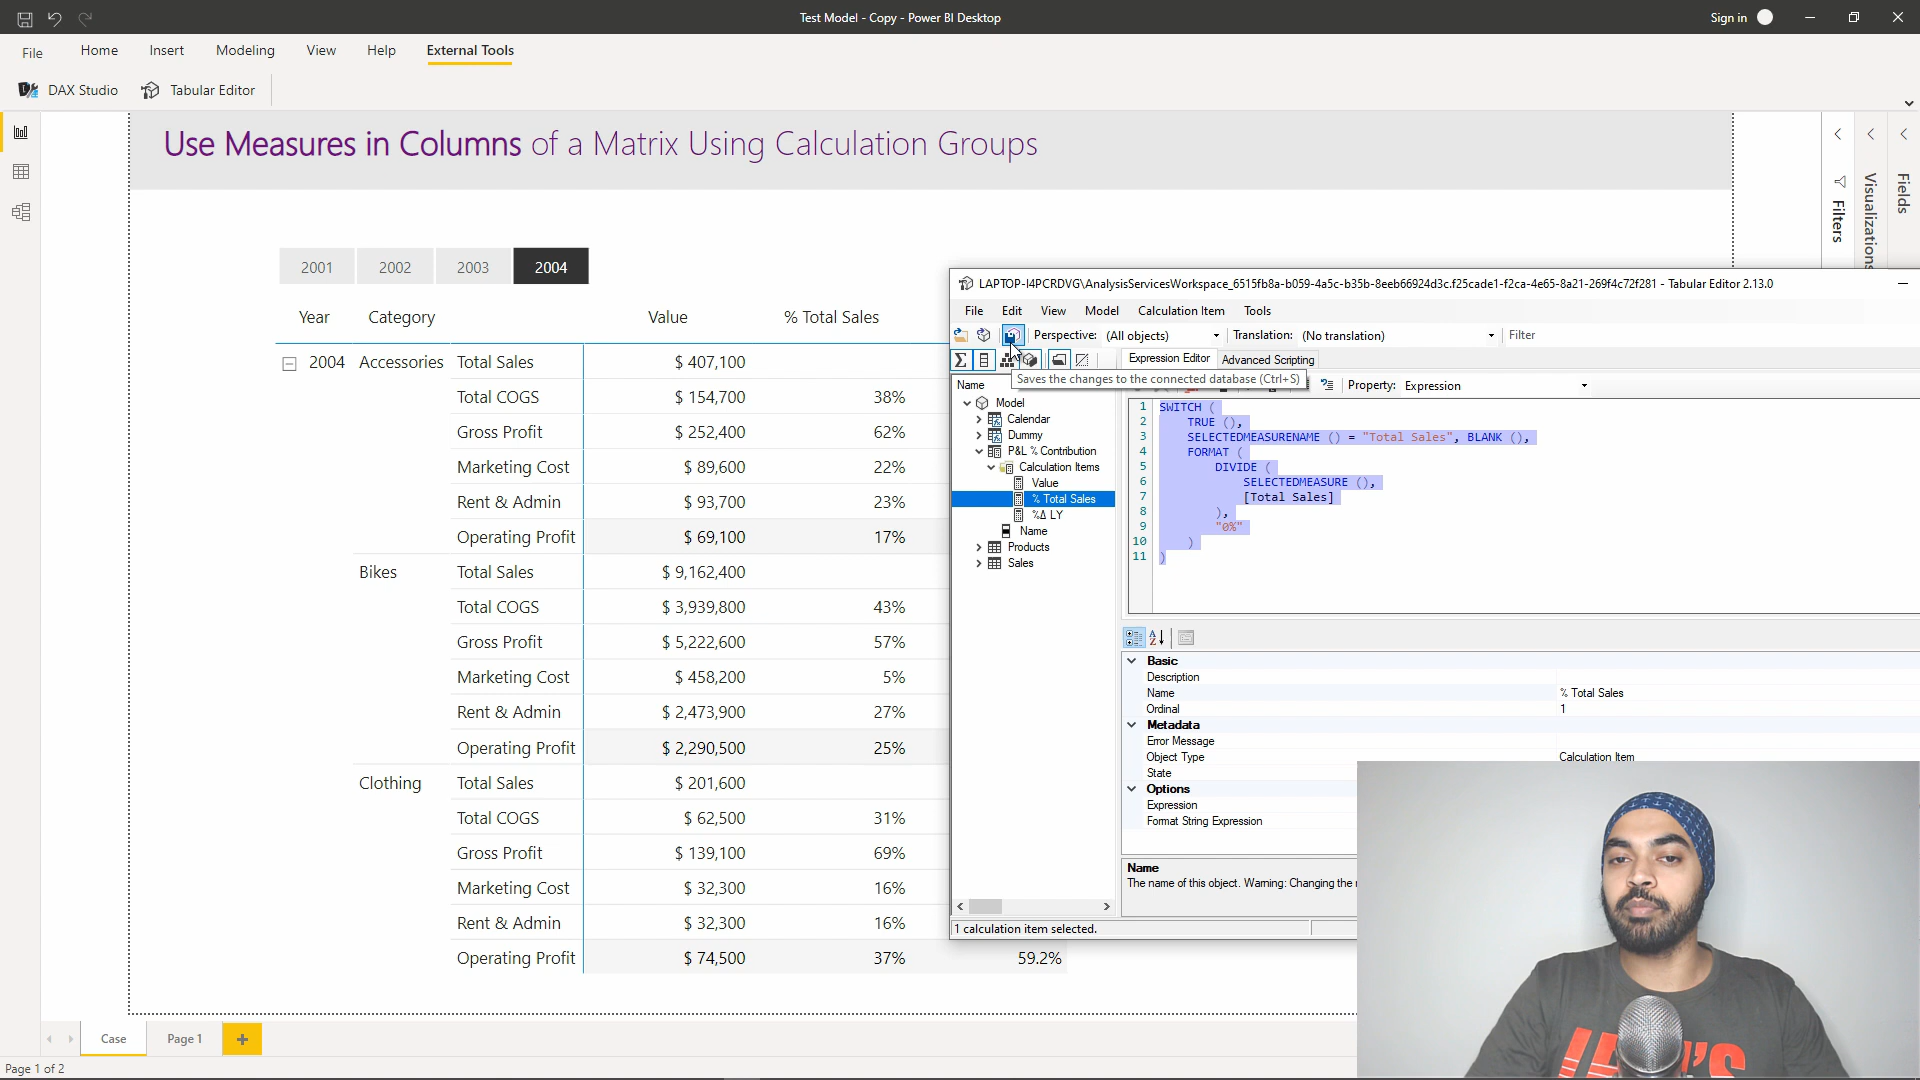 Test Model - Copy - Power BI Desktop
Sign in
File Home Insert Modeling View Help External Tools
DAX Studio Tabular Editor
Use Measures in Columns of a Matrix Using Calculation Groups
Filters
Visualizations
Fields
2001 2002 2003 2004
Year Category Value % Total Sales
2004 Accessories Total Sales $ 407,100
Total COGS $ 154,700 38%
Gross Profit $ 252,400 62%
Marketing Cost $ 89,600 22%
Rent & Admin $ 93,700 23%
Operating Profit $ 69,100 17%
Bikes Total Sales $ 9,162,400
Total COGS $ 3,939,800 43%
Gross Profit $ 5,222,600 57%
Marketing Cost $ 458,200 5%
Rent & Admin $ 2,473,900 27%
Operating Profit $ 2,290,500 25%
Clothing Total Sales $ 201,600
Total COGS $ 62,500 31%
Gross Profit $ 139,100 69%
Marketing Cost $ 32,300 16%
Rent & Admin $ 32,300 16%
Operating Profit $ 74,500 37% 59.2%
LAPTOP-I4PCRDVG\AnalysisServicesWorkspace_6515fb8a-b059-4a5c-b35b-8eeb66924d3c.f25cade1-f2ca-4e65-8a21-269f4c72f281 - Tabular Editor 2.13.0
File Edit View Model Calculation Item Tools
Perspective: (All objects) Translation: (No translation) Filter
Expression Editor Advanced Scripting
Saves the changes to the connected database (Ctrl+S)
Name
Property: Expression
Model
Calendar
Dummy
P&L % Contribution
Calculation Items
Value
% Total Sales
%Δ LY
Name
Products
Sales
1 SWITCH (
2 TRUE (),
3 SELECTEDMEASURENAME () = "Total Sales", BLANK (),
4 FORMAT (
5 DIVIDE (
6 SELECTEDMEASURE (),
7 [Total Sales]
8 ),
9 "0%"
10 )
11 )
Basic
Description
Name % Total Sales
Ordinal 1
Metadata
Error Message
Object Type Calculation Item
State
Options
Expression
Format String Expression
Name
The name of this object. Warning: Changing the
1 calculation item selected.
Case Page 1
Page 1 of 2